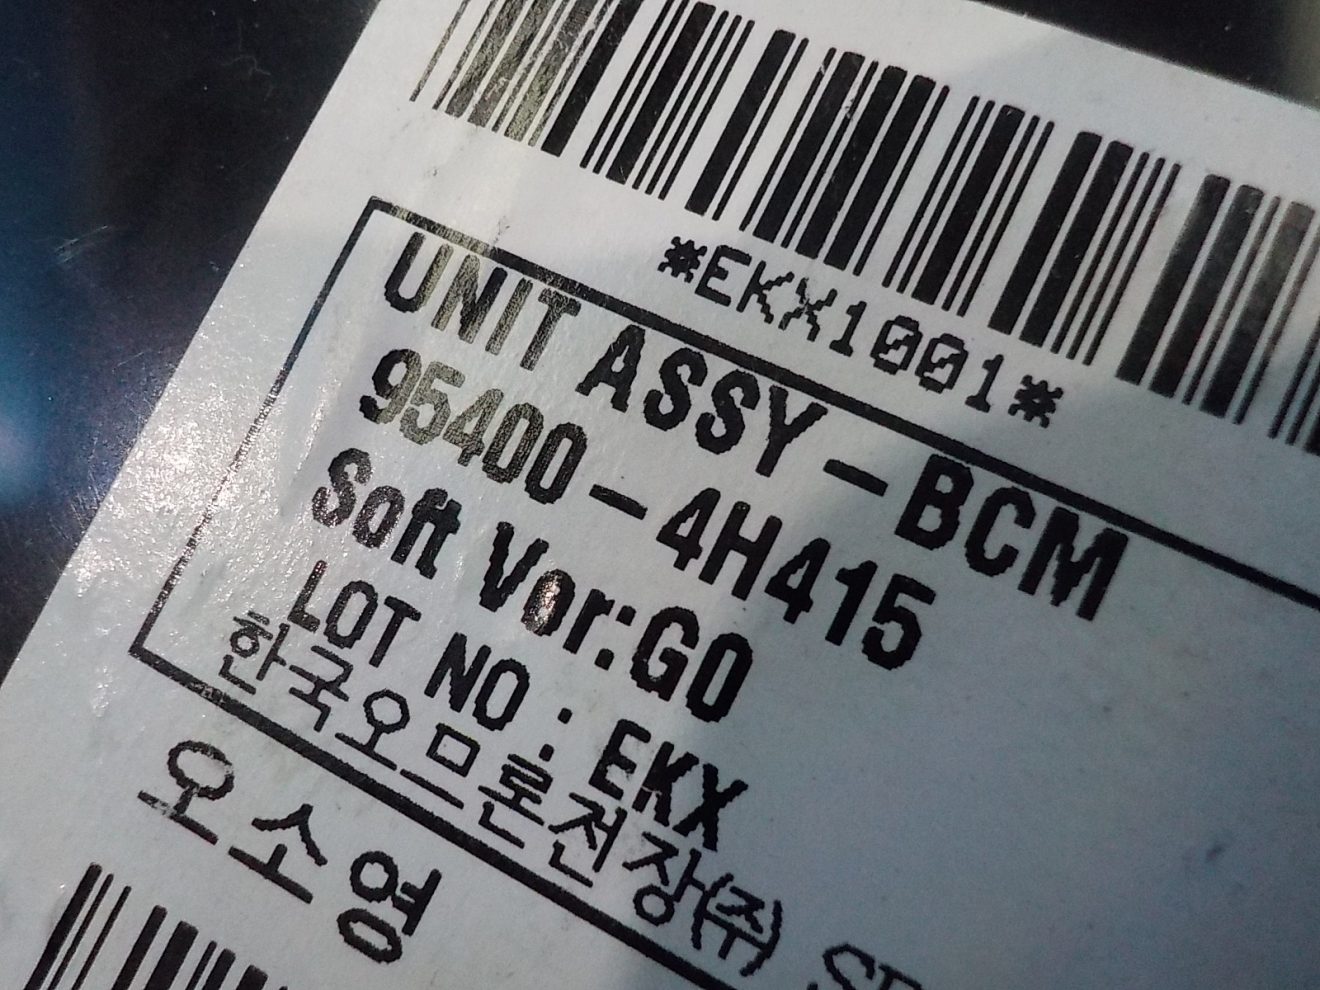 *EKX1001*
UNIT ASSY-BCM
95400-4H415
Soft Ver:G0
LOT NO : EKX
한국오므론전장(주)
오소영